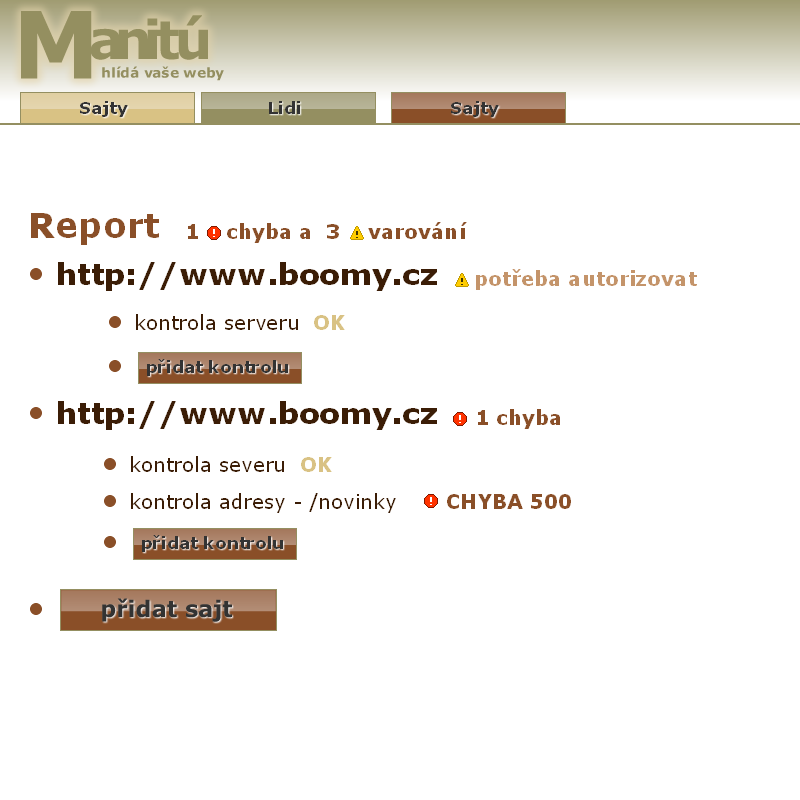 Manitú
hlídá vaše weby
Sajty Lidi Sajty
Report 1 chyba a 3 varování
http://www.boomy.cz potřeba autorizovat
kontrola serveru OK
přidat kontrolu
http://www.boomy.cz 1 chyba
kontrola severu OK
kontrola adresy - /novinky CHYBA 500
přidat kontrolu
přidat sajt